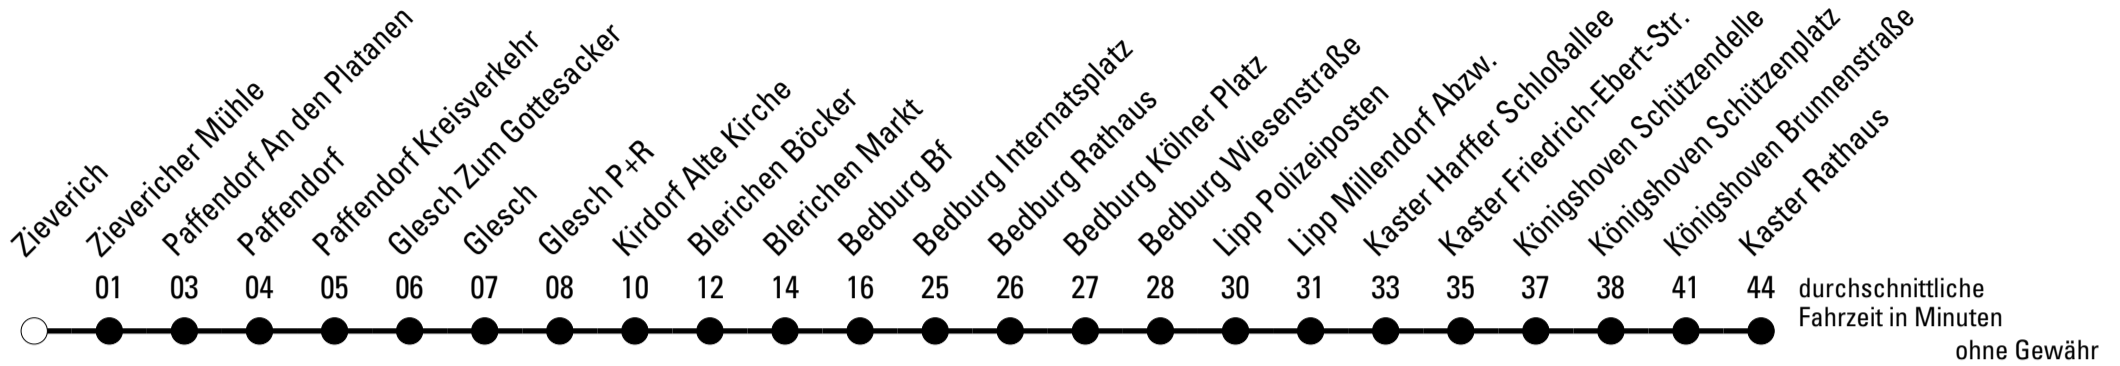 Zieverich
Zievericher Mühle
Paffendorf An den Platanen
Paffendorf
Paffendorf Kreisverkehr
Glesch Zum Gottesacker
Glesch
Glesch P+R
Kirdorf Alte Kirche
Blerichen Böcker
Blerichen Markt
Bedburg Bf
Bedburg Internatsplatz
Bedburg Rathaus
Bedburg Kölner Platz
Bedburg Wiesenstraße
Lipp Polizeiposten
Lipp Millendorf Abzw.
Kaster Harffer Schloßallee
Kaster Friedrich-Ebert-Str.
Königshoven Schützendelle
Königshoven Schützenplatz
Königshoven Brunnenstraße
Kaster Rathaus
01 03 04 05 06 07 08 10 12 14 16 25 26 27 28 30 31 33 35 37 38 41 44 durchschnittliche
Fahrzeit in Minuten
ohne Gewähr